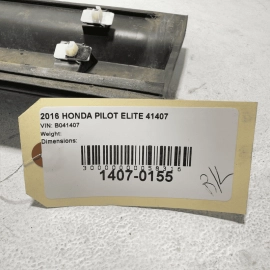 2016 HONDA PILOT ELITE 41407
VIN: B041407
Weight:
Dimensions:
1407-0155